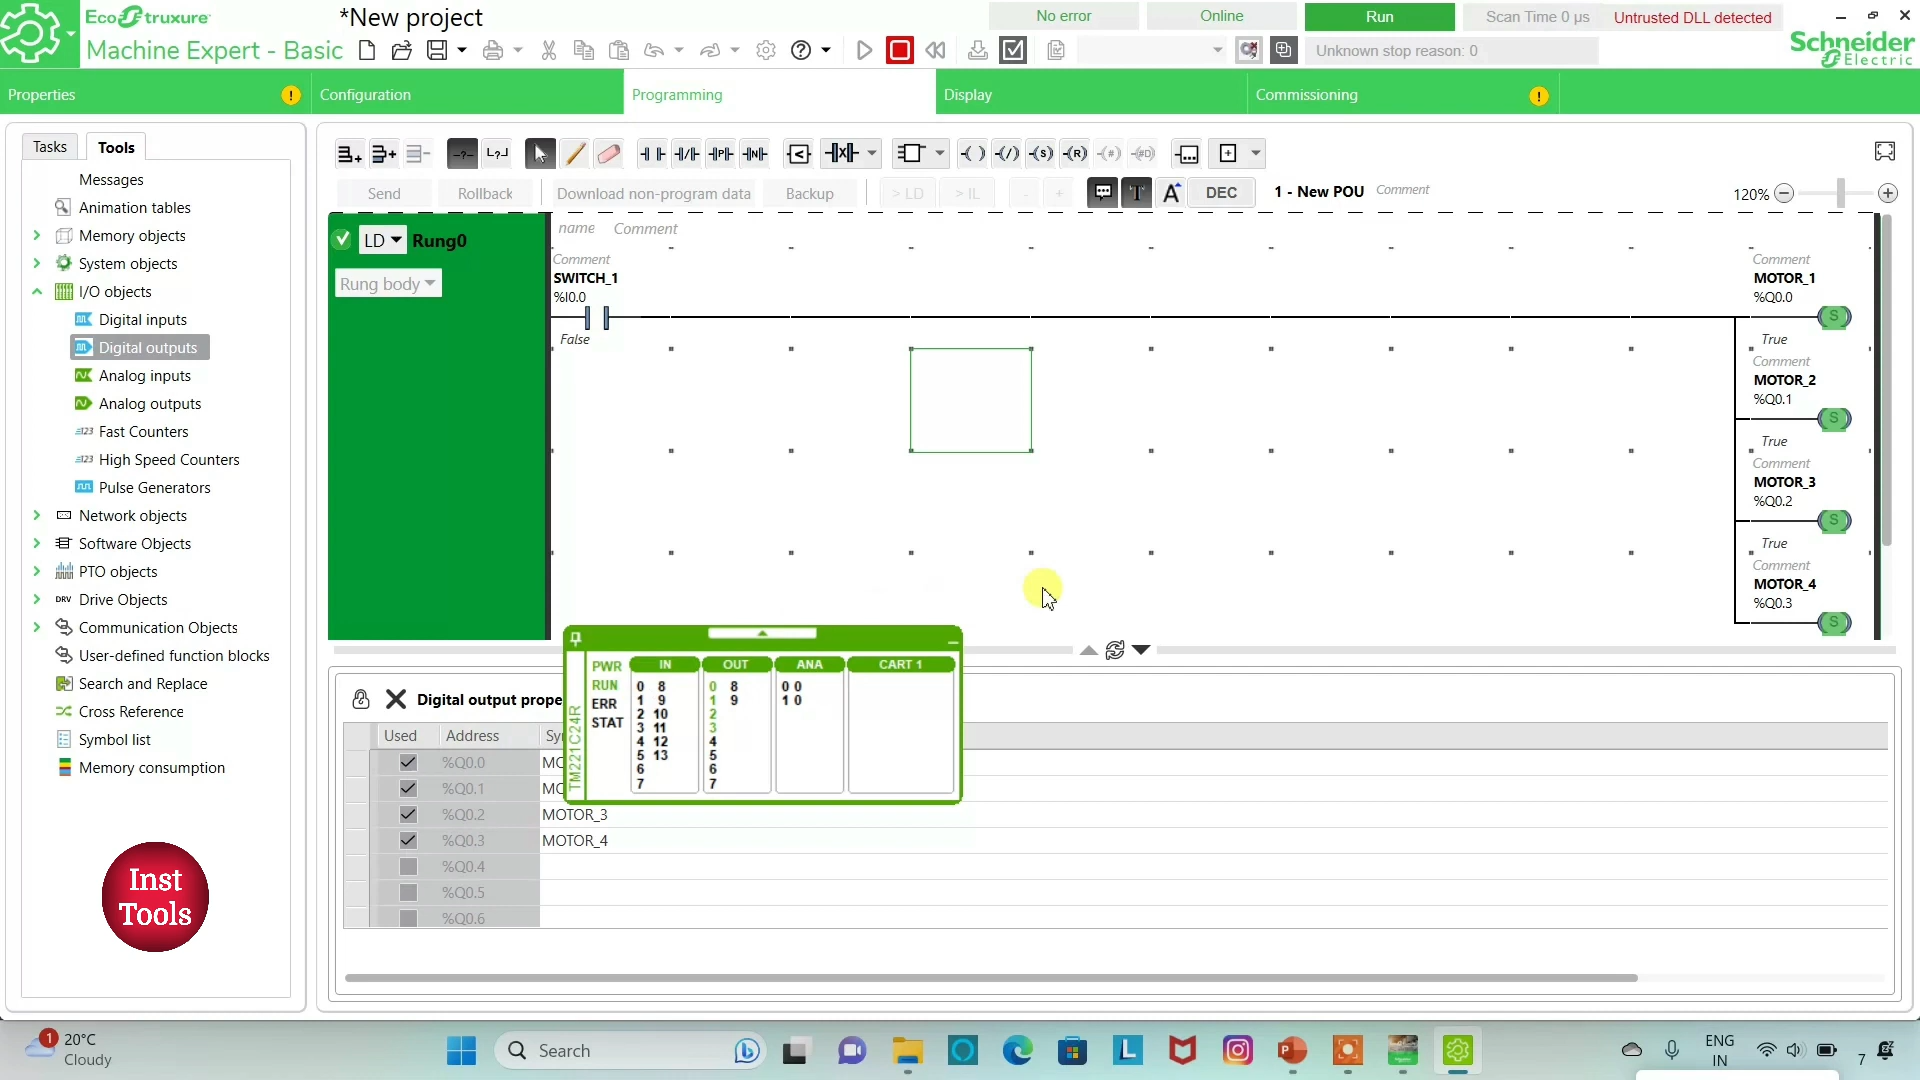 EcoStruxure
Machine Expert - Basic
*New project
No error
Online
Run
Scan Time 0 µs
Untrusted DLL detected
Unknown stop reason: 0
Schneider
Electric
Properties
Configuration
Programming
Display
Commissioning
Tasks
Tools
Messages
Animation tables
Memory objects
System objects
I/O objects
Digital inputs
Digital outputs
Analog inputs
Analog outputs
Fast Counters
High Speed Counters
Pulse Generators
Network objects
Software Objects
PTO objects
DRV Drive Objects
Communication Objects
User-defined function blocks
Search and Replace
Cross Reference
Symbol list
Memory consumption
Inst
Tools
Send
Rollback
Download non-program data
Backup
> LD
> IL
DEC
1 - New POU
Comment
120%
LD
Rung0
Rung body
name
Comment
Comment
SWITCH_1
%I0.0
False
Comment
MOTOR_1
%Q0.0
S
True
Comment
MOTOR_2
%Q0.1
S
True
Comment
MOTOR_3
%Q0.2
S
True
Comment
MOTOR_4
%Q0.3
S
TM221C24R
PWR
RUN
ERR
STAT
IN
0 8
1 9
2 10
3 11
4 12
5 13
6
7
OUT
0 8
1 9
2
3
4
5
6
7
ANA
0 0
1 0
CART 1
Digital output prope
Used
Address
Sy
%Q0.0
MO
%Q0.1
MO
%Q0.2
MOTOR_3
%Q0.3
MOTOR_4
%Q0.4
%Q0.5
%Q0.6
1
20°C
Cloudy
Search
ENG
IN
7